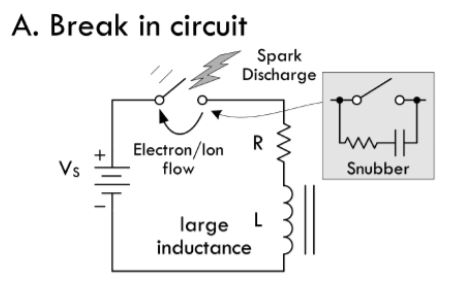 A. Break in circuit
Spark
Discharge
Electron/Ion
flow
R
Snubber
+
Vs
−
large
inductance
L